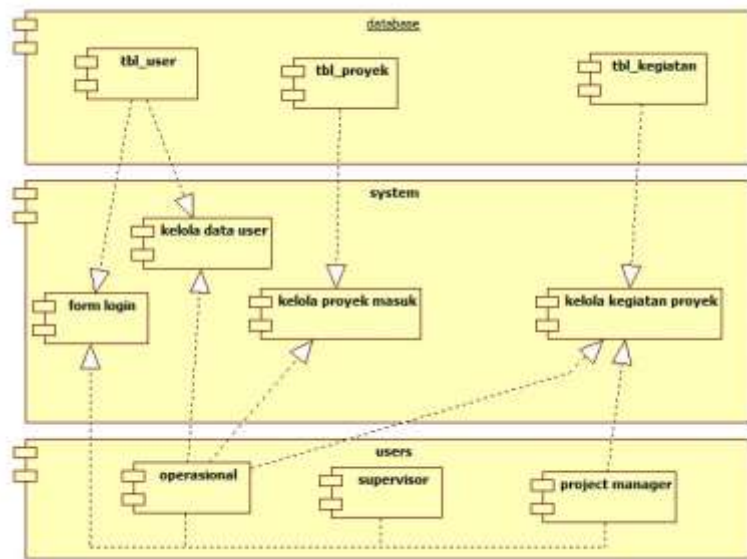 database
tbl_user
tbl_proyek
tbl_kegiatan
system
kelola data user
form login
kelola proyek masuk
kelola kegiatan proyek
users
operasional
supervisor
project manager